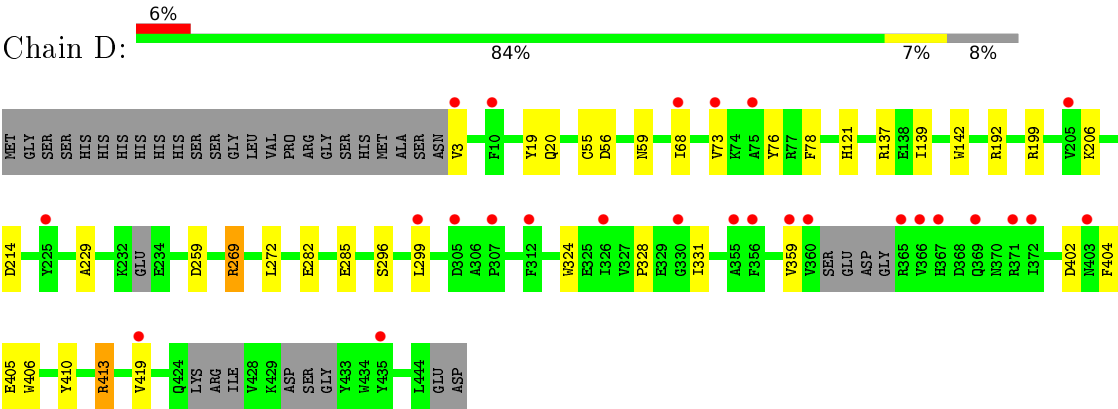 6%
Chain D:
84% 7% 8%
MET GLY SER SER HIS HIS HIS HIS HIS HIS SER SER GLY LEU VAL PRO ARG GLY SER HIS MET ALA SER ASN V3 F10 Y19 Q20 C55 D56 N59 I68 V73 K74 A75 Y76 R77 F78 H121 R137 E138 I139 W142 R192 R199 V205 K206
D214 Y225 A229 K232 GLU E234 D259 R269 L272 E282 E285 S296 L299 D305 A306 P307 F312 W324 E325 I326 V327 P328 E329 G330 I331 A355 F356 V359 V360 SER GLU ASP GLY R365 V366 H367 D368 Q369 N370 R371 I372 D402 N403 F404
E405 W406 Y410 R413 V419 Q424 LYS ARG ILE V428 K429 ASP SER GLY Y433 W434 Y435 L444 GLU ASP